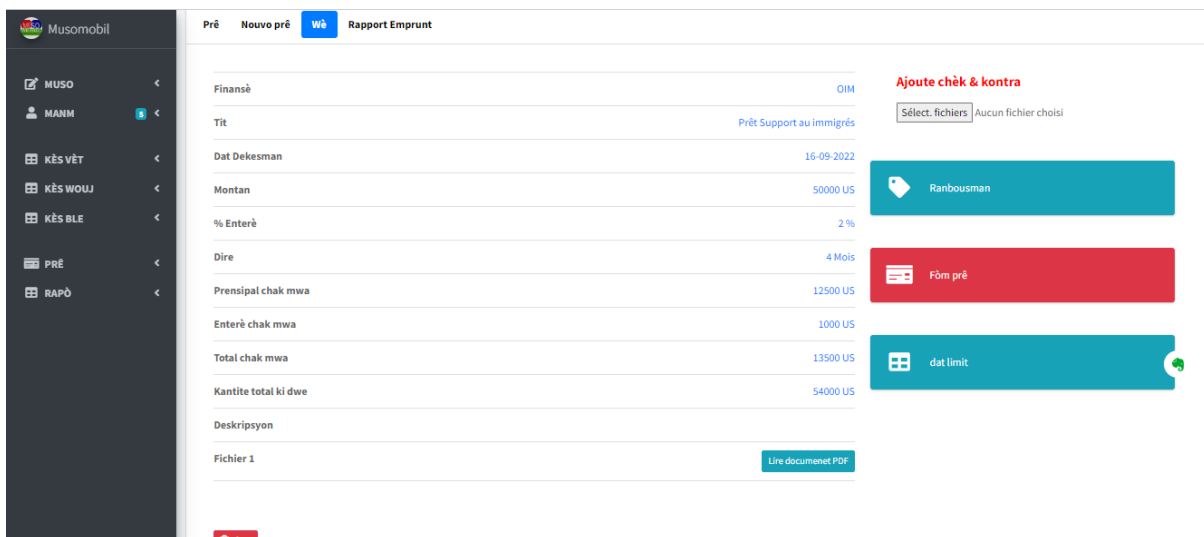 Musomobil
MUSO
MANM 5
KÈS VÈT
KÈS WOUJ
KÈS BLE
PRÊ
RAPÒ
Prê Nouvo prê Wè Rapport Emprunt
Finansè OIM
Tit Prêt Support au immigrés
Dat Dekesman 16-09-2022
Montan 50000 US
% Enterè 2 %
Dire 4 Mois
Prensipal chak mwa 12500 US
Enterè chak mwa 1000 US
Total chak mwa 13500 US
Kantite total ki dwe 54000 US
Deskripsyon
Fichier 1 Lire documenet PDF
Ajoute chèk & kontra
Sélect. fichiers Aucun fichier choisi
Ranbousman
Fòm prê
dat limit